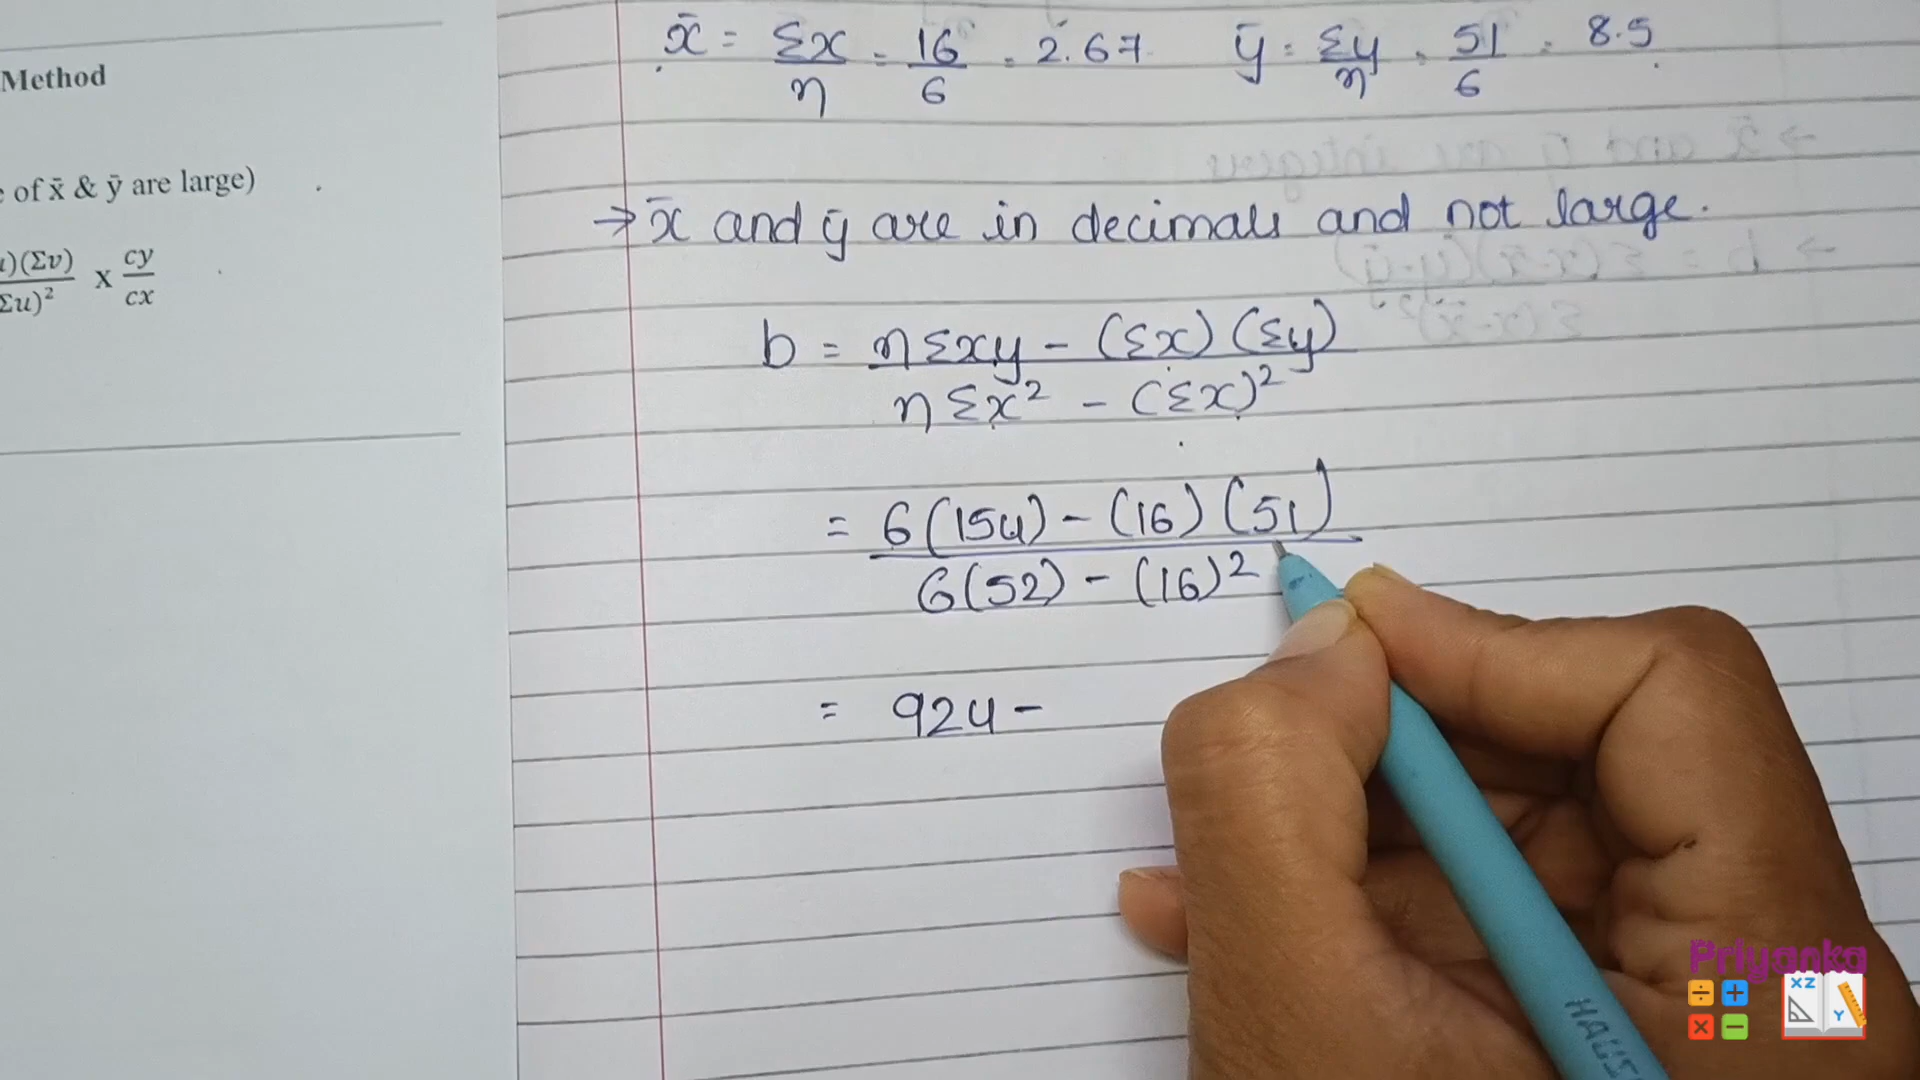 Method
of x̄ & ȳ are large)
)(Σv)
Σu)² x cy
cx
x̄ = Σx = 16 = 2.67 ȳ = Σy = 51 = 8.5
n 6 n 6
→ x̄ and ȳ are in decimals and not large.
b = nΣxy - (Σx) (Σy)
nΣx² - (Σx)²
= 6(154) - (16) (51)
6(52) - (16)²
= 924 -
HAUS
Priyanka
XZ
Y